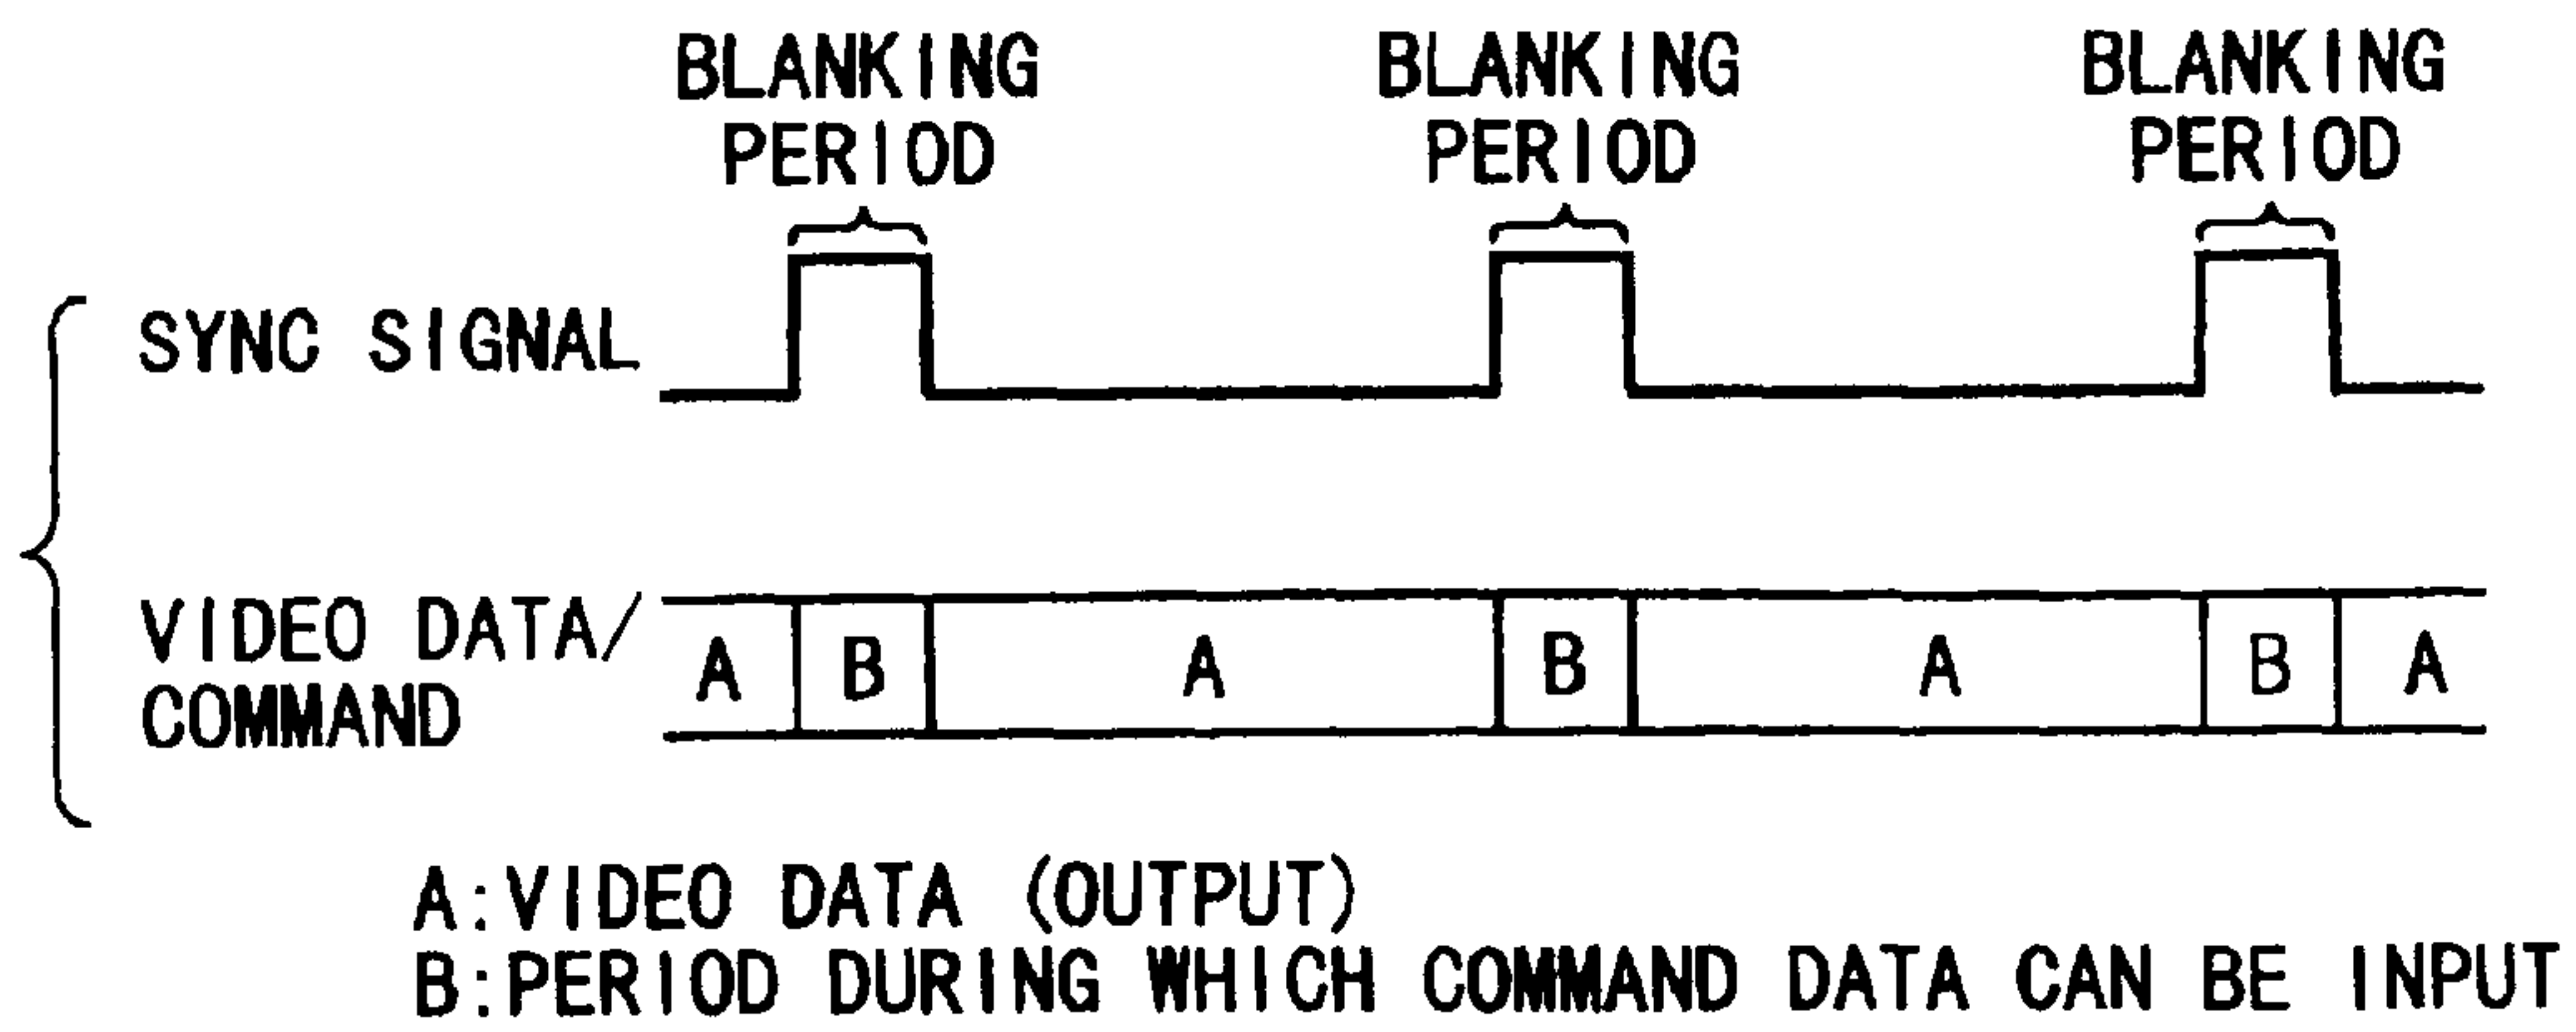 BLANKING
PERIOD
BLANKING
PERIOD
BLANKING
PERIOD
SYNC SIGNAL
VIDEO DATA/
COMMAND
A B A B A B A
A:VIDEO DATA (OUTPUT)
B:PERIOD DURING WHICH COMMAND DATA CAN BE INPUT